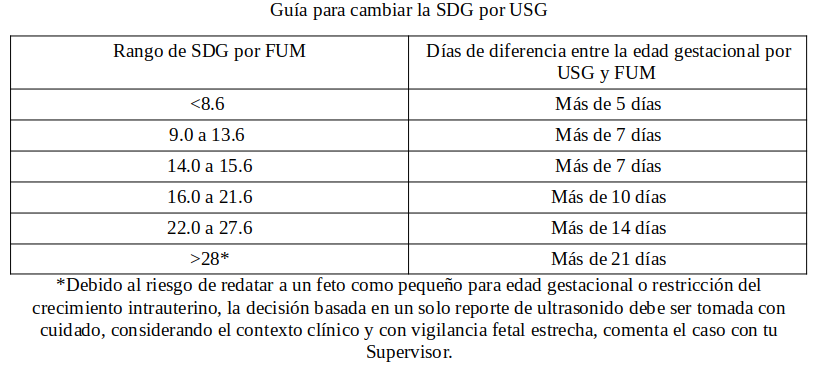 Guía para cambiar la SDG por USG
Rango de SDG por FUM
Días de diferencia entre la edad gestacional por
USG y FUM
<8.6
Más de 5 días
9.0 a 13.6
Más de 7 días
14.0 a 15.6
Más de 7 días
16.0 a 21.6
Más de 10 días
22.0 a 27.6
Más de 14 días
>28*
Más de 21 días
*Debido al riesgo de redatar a un feto como pequeño para edad gestacional o restricción del
crecimiento intrauterino, la decisión basada en un solo reporte de ultrasonido debe ser tomada con
cuidado, considerando el contexto clínico y con vigilancia fetal estrecha, comenta el caso con tu
Supervisor.